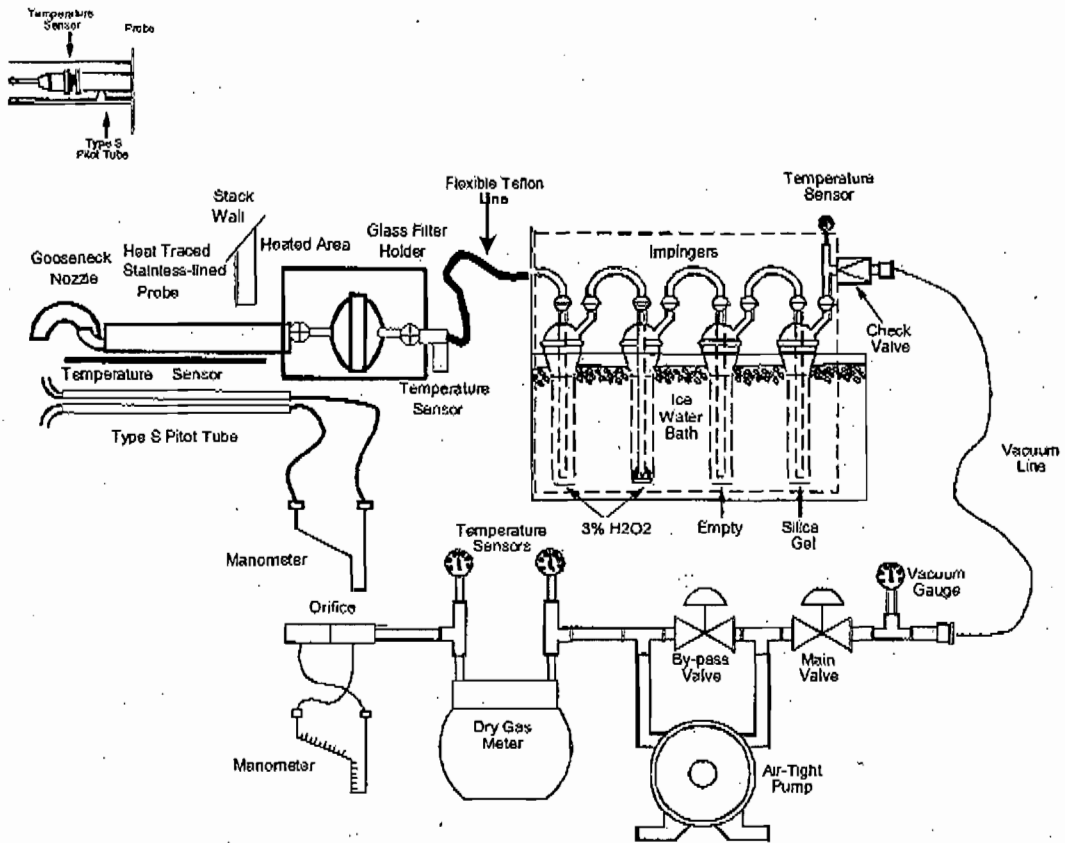 Temperature
Sensor
Probe
Type S
Pilot Tube
Stack
Wall
Flexible Teflon
Line
Temperature
Sensor
Gooseneck
Nozzle
Heat Traced
Stainless-lined
Probe
Heated Area
Glass Filter
Holder
Impingers
Check
Valve
Temperature Sensor
Temperature
Sensor
Ice
Water
Bath
Type S Pilot Tube
Vacuum
Line
3% H2O2
Empty
Silica
Gel
Temperature
Sensors
Manometer
Vacuum
Gauge
Orifice
By-pass
Valve
Main
Valve
Dry Gas
Meter
Manometer
Air-Tight
Pump